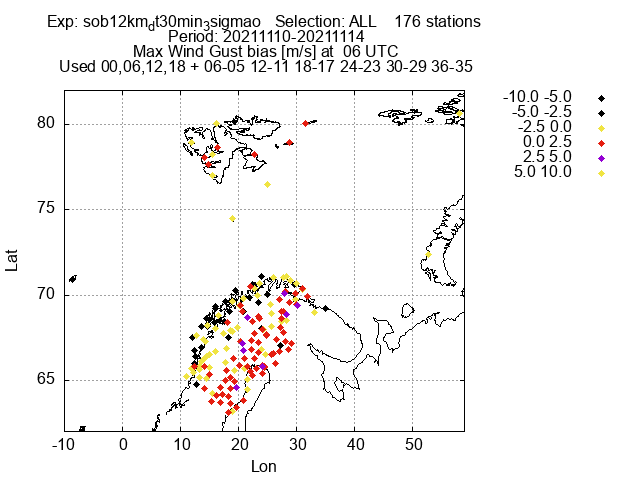 Exp: sob12km_dt30min_3sigmao Selection: ALL 176 stations
Period: 20211110-20211114
Max Wind Gust bias [m/s] at 06 UTC
Used 00,06,12,18 + 06-05 12-11 18-17 24-23 30-29 36-35
-10.0 -5.0
-5.0 -2.5
-2.5 0.0
0.0 2.5
2.5 5.0
5.0 10.0
80
75
70
65
Lat
-10 0 10 20 30 40 50
Lon